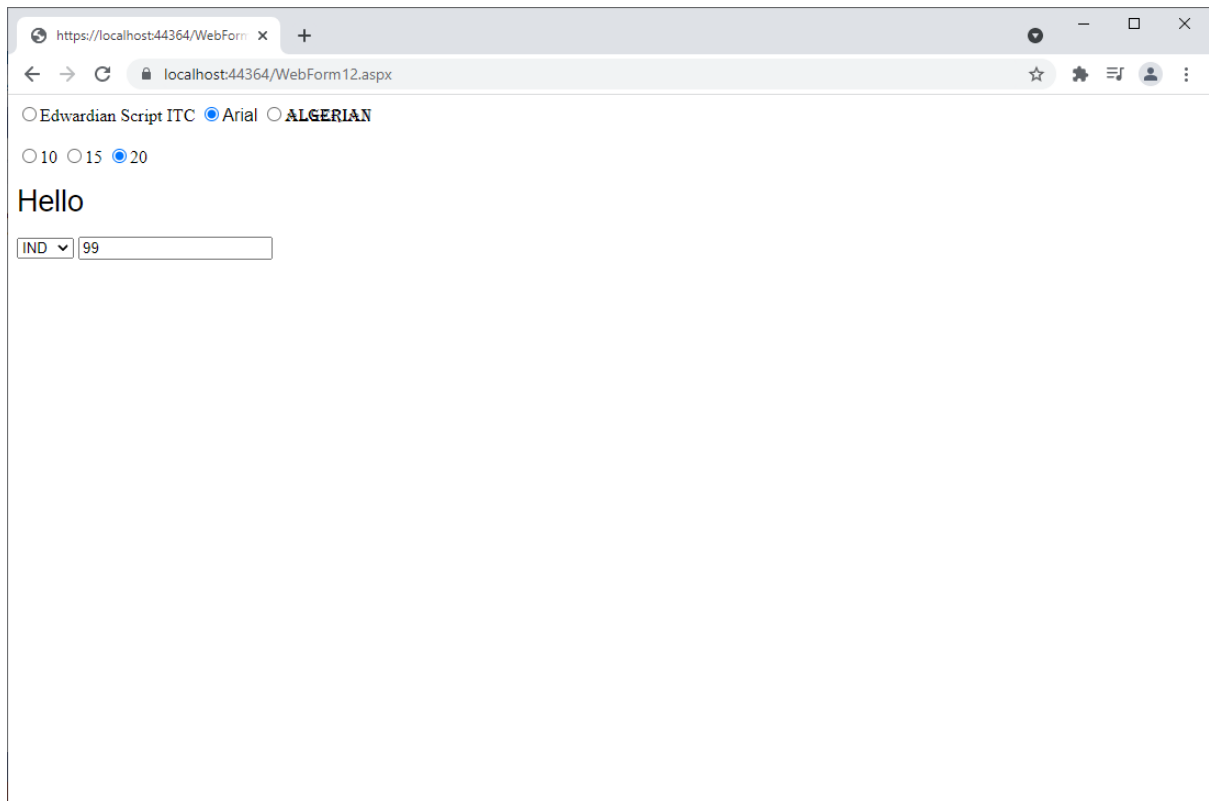 https://localhost:44364/WebForm
localhost:44364/WebForm12.aspx
Edwardian Script ITC Arial ALGERIAN
10 15 20
Hello
IND 99